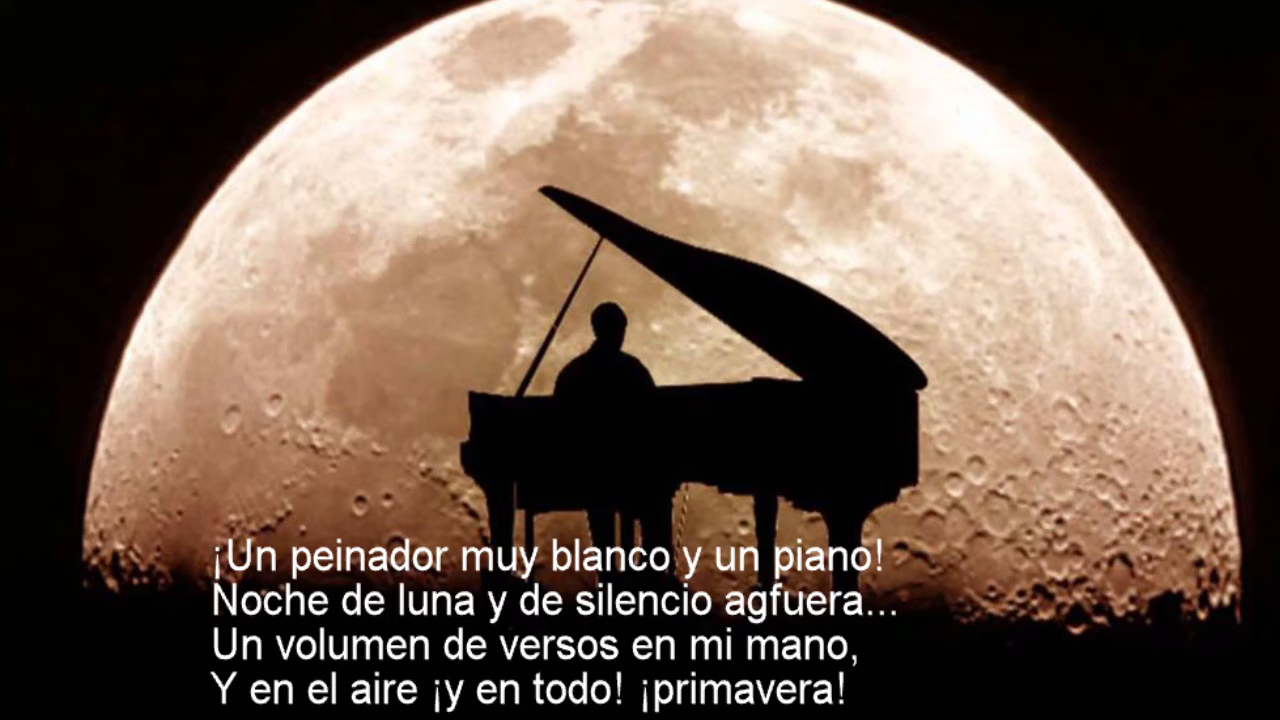 ¡Un peinador muy blanco y un piano!
Noche de luna y de silencio agfuera...
Un volumen de versos en mi mano,
Y en el aire ¡y en todo! ¡primavera!